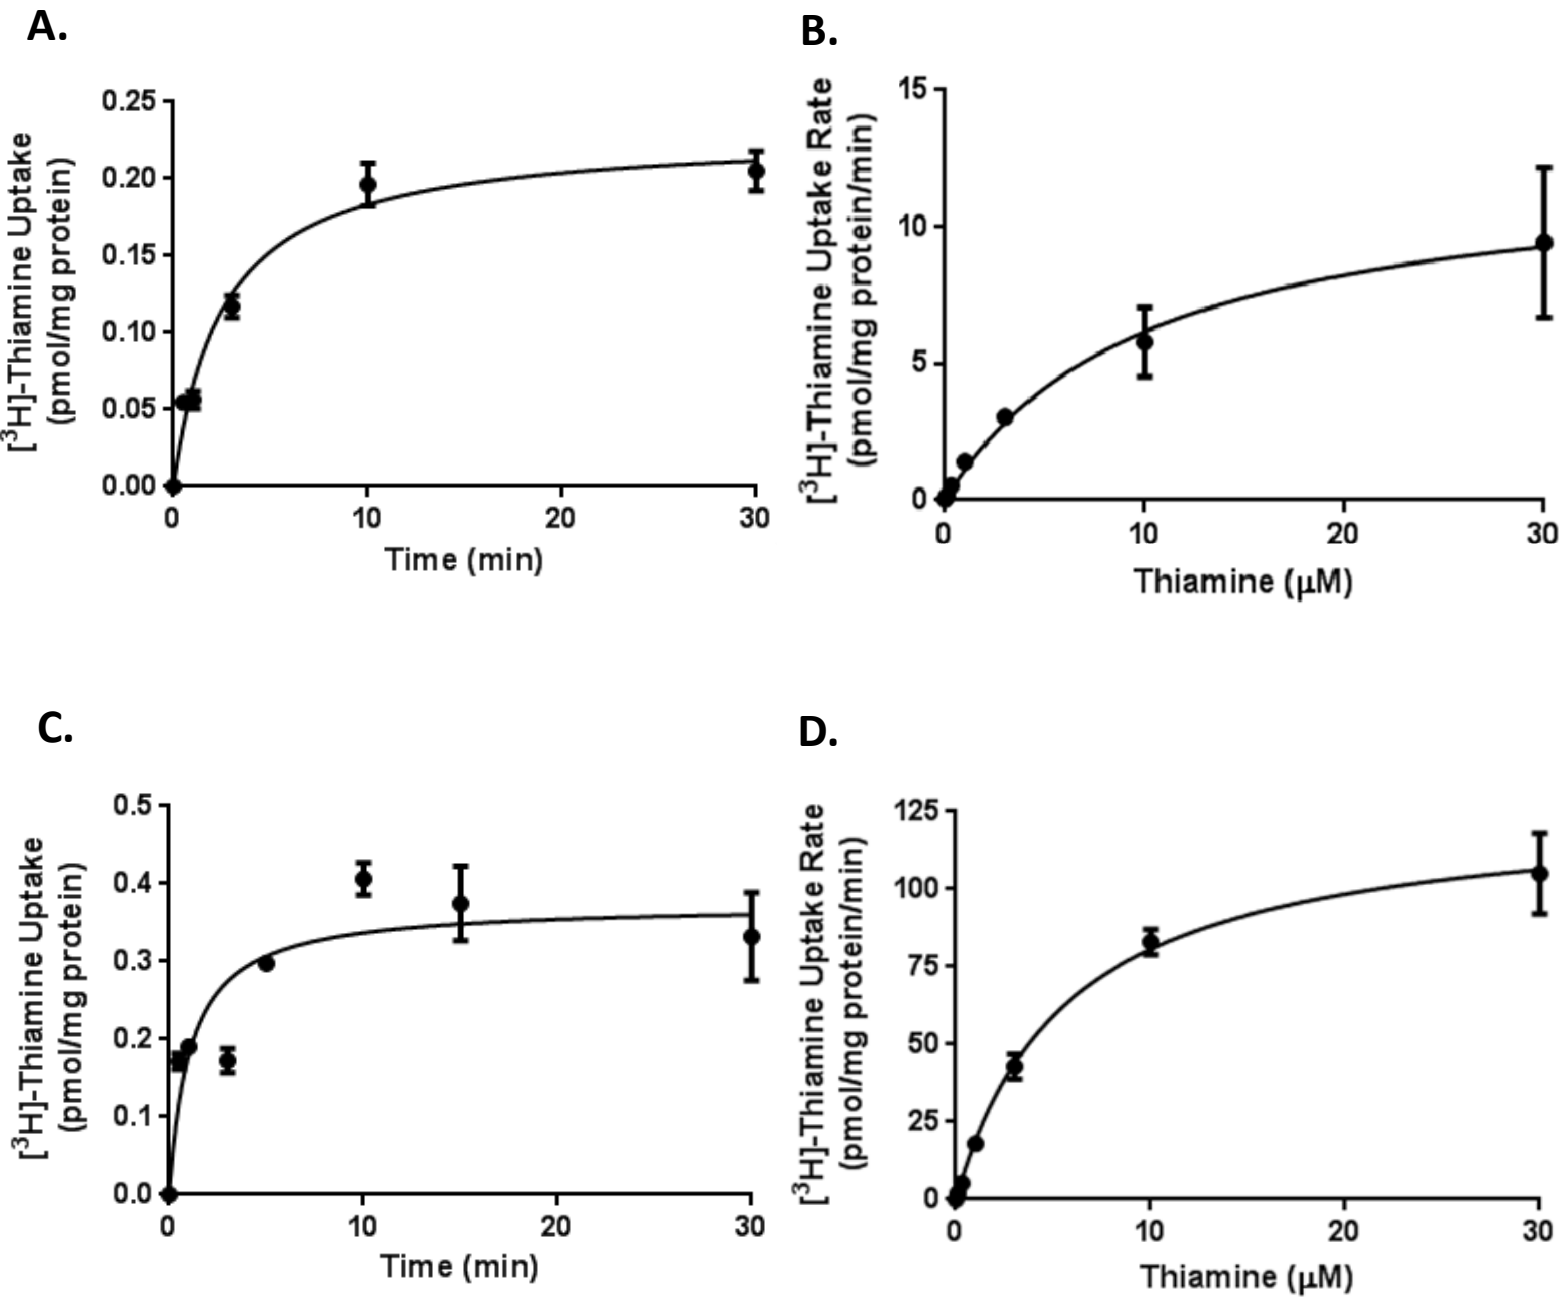 A.
[³H]-Thiamine Uptake
(pmol/mg protein)
0.25
0.20
0.15
0.10
0.05
0.00
0 10 20 30
Time (min)
B.
[³H]-Thiamine Uptake Rate
(pmol/mg protein/min)
15
10
5
0
0 10 20 30
Thiamine (μM)
C.
[³H]-Thiamine Uptake
(pmol/mg protein)
0.5
0.4
0.3
0.2
0.1
0.0
0 10 20 30
Time (min)
D.
[³H]-Thiamine Uptake Rate
(pmol/mg protein/min)
125
100
75
50
25
0
0 10 20 30
Thiamine (μM)